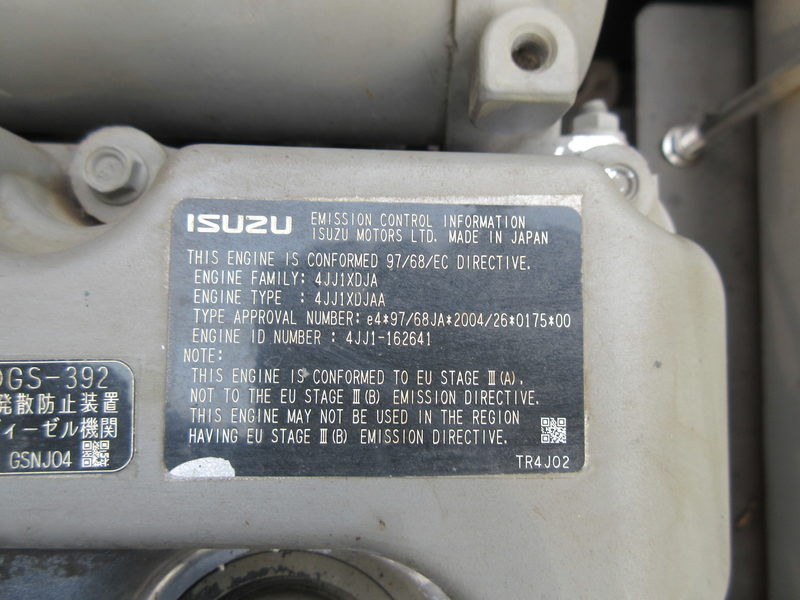 ISUZU EMISSION CONTROL INFORMATION
ISUZU MOTORS LTD. MADE IN JAPAN
THIS ENGINE IS CONFORMED 97/68/EC DIRECTIVE.
ENGINE FAMILY: 4JJ1XDJA
ENGINE TYPE : 4JJ1XDJAA
TYPE APPROVAL NUMBER: e4*97/68JA*2004/26*0175*00
ENGINE ID NUMBER : 4JJ1-162641
NOTE:
THIS ENGINE IS CONFORMED TO EU STAGE Ⅲ(A),
NOT TO THE EU STAGE Ⅲ(B) EMISSION DIRECTIVE.
THIS ENGINE MAY NOT BE USED IN THE REGION
HAVING EU STAGE Ⅲ(B) EMISSION DIRECTIVE.
TR4J02
GS-392
発散防止装置
ィーゼル機関
GSNJ04